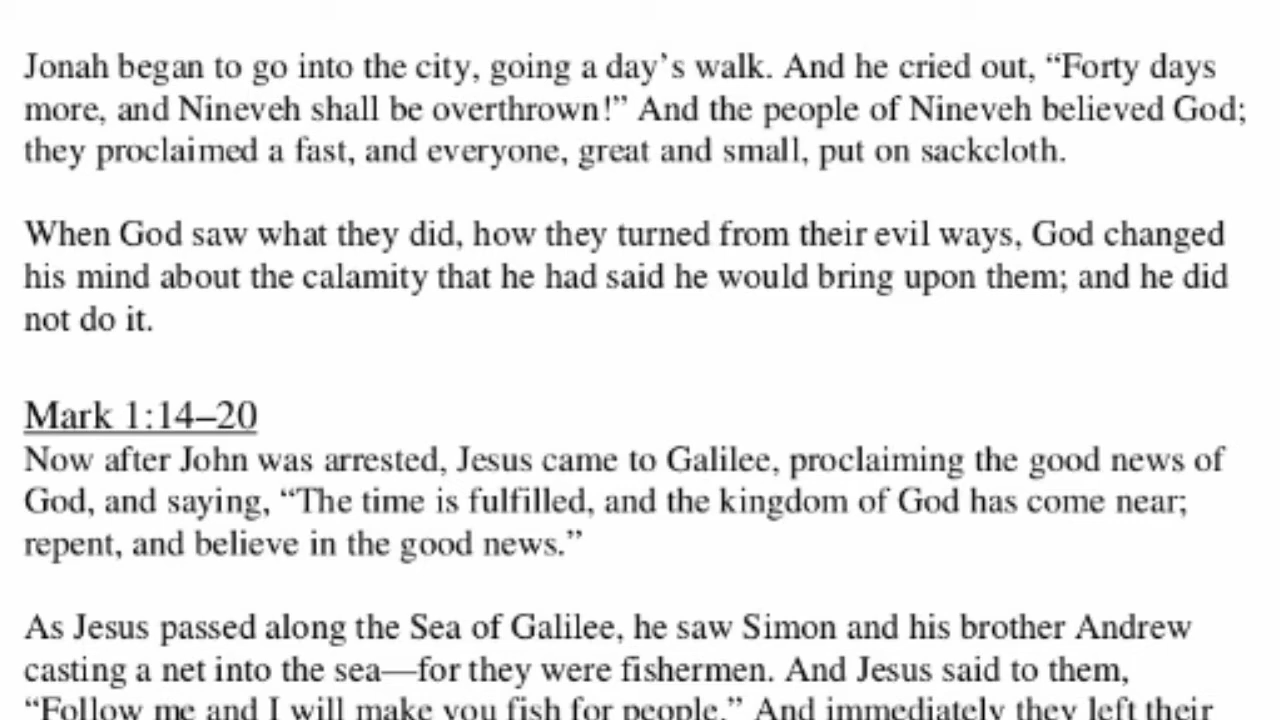 Jonah began to go into the city, going a day’s walk. And he cried out, “Forty days
more, and Nineveh shall be overthrown!” And the people of Nineveh believed God;
they proclaimed a fast, and everyone, great and small, put on sackcloth.
When God saw what they did, how they turned from their evil ways, God changed
his mind about the calamity that he had said he would bring upon them; and he did
not do it.
Mark 1:14–20
Now after John was arrested, Jesus came to Galilee, proclaiming the good news of
God, and saying, “The time is fulfilled, and the kingdom of God has come near;
repent, and believe in the good news.”
As Jesus passed along the Sea of Galilee, he saw Simon and his brother Andrew
casting a net into the sea—for they were fishermen. And Jesus said to them,
“Follow me and I will make you fish for people.” And immediately they left their